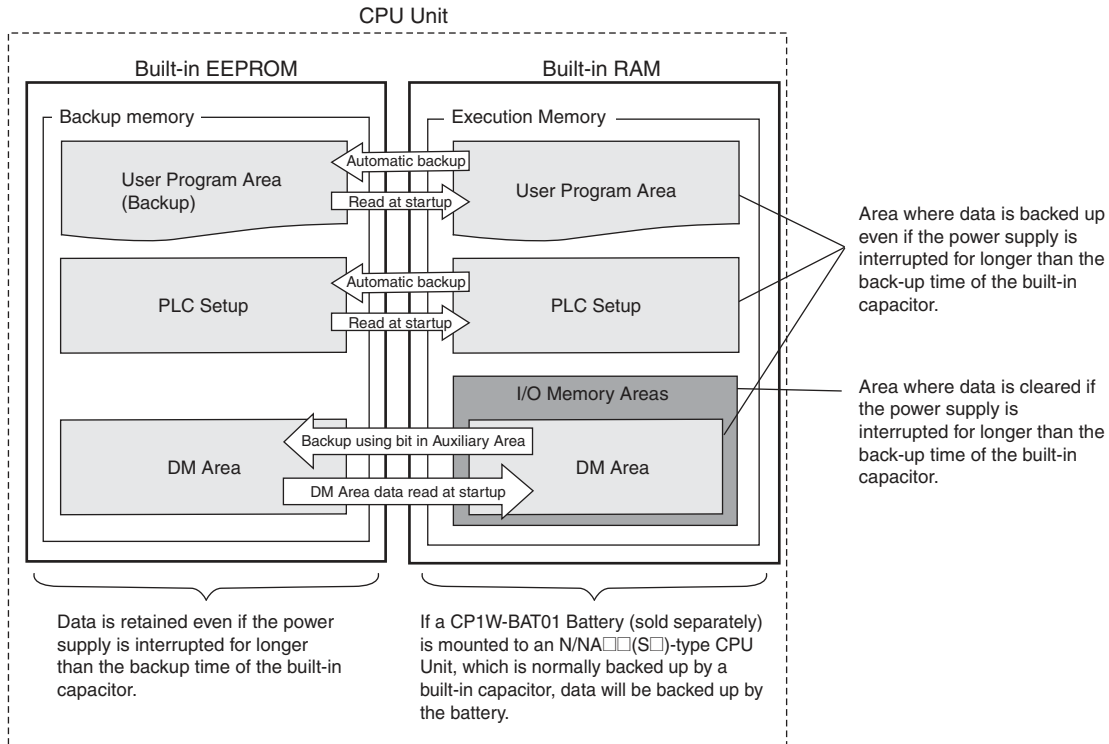 CPU Unit
Built-in EEPROM
Built-in RAM
Backup memory
Execution Memory
User Program Area
(Backup)
Automatic backup
Read at startup
User Program Area
PLC Setup
Automatic backup
Read at startup
PLC Setup
I/O Memory Areas
DM Area
Backup using bit in Auxiliary Area
DM Area data read at startup
DM Area
Area where data is backed up
even if the power supply is
interrupted for longer than the
back-up time of the built-in
capacitor.
Area where data is cleared if
the power supply is
interrupted for longer than the
back-up time of the built-in
capacitor.
Data is retained even if the power
supply is interrupted for longer
than the backup time of the built-in
capacitor.
If a CP1W-BAT01 Battery (sold separately)
is mounted to an N/NA□□(S□)-type CPU
Unit, which is normally backed up by a
built-in capacitor, data will be backed up by
the battery.